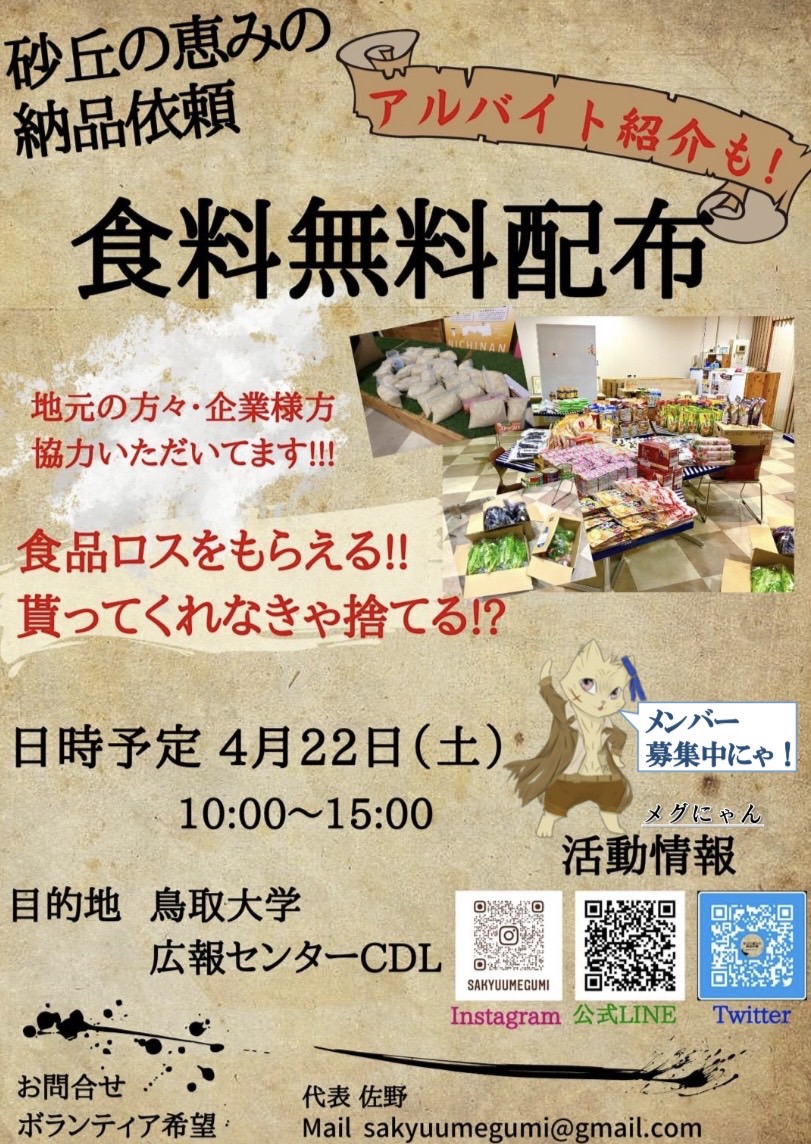 砂丘の恵みの
納品依頼
アルバイト紹介も！
食料無料配布
NICHINAN
地元の方々・企業様方
協力いただいてます!!!
食品ロスをもらえる!!
貰ってくれなきゃ捨てる!?
日時予定 4月22日（土）
10:00～15:00
メンバー
募集中にゃ！
メグにゃん
活動情報
目的地 鳥取大学
広報センターCDL
SAKYUUMEGUMI
Instagram 公式LINE Twitter
お問合せ
ボランティア希望
代表 佐野
Mail sakyuumegumi@gmail.com